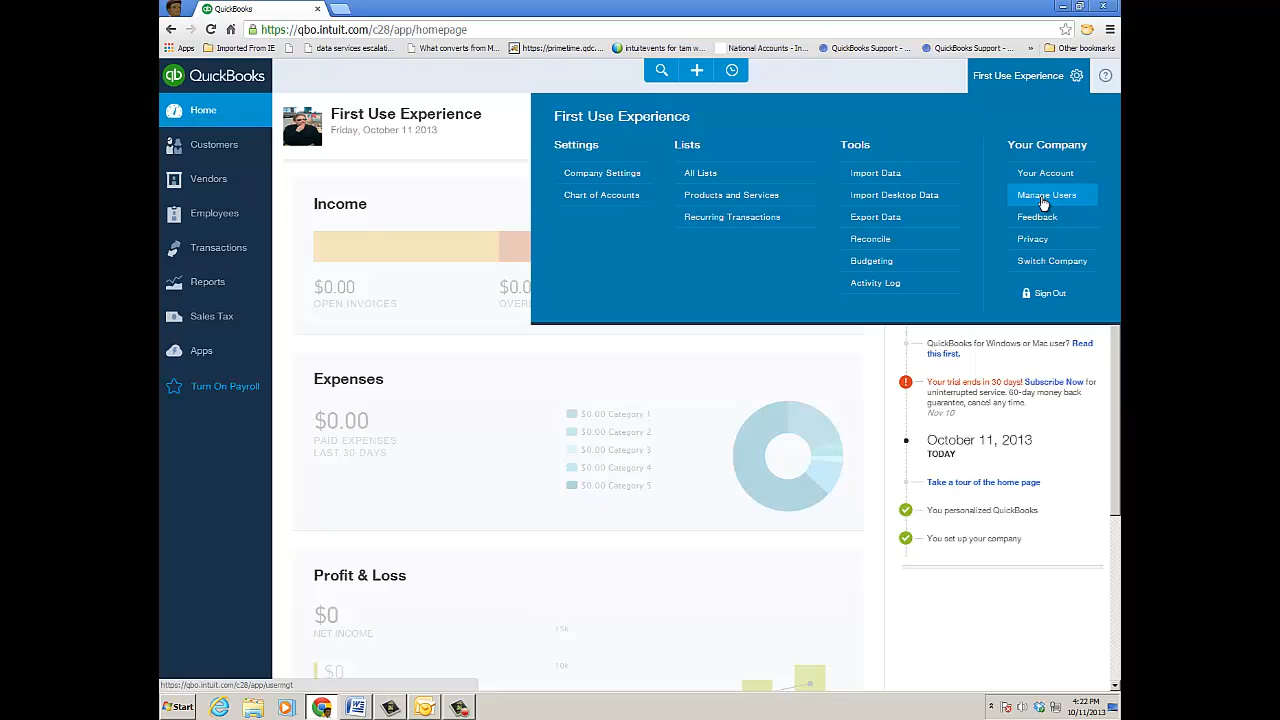 QuickBooks
https://qbo.intuit.com/c28/app/homepage
Apps
Imported From IE
data services escalati...
What converts from M...
https://primetime.qdc...
intuitevents for tam w...
National Accounts - In...
QuickBooks Support - ...
QuickBooks Support - ...
»
Other bookmarks
qb QuickBooks
First Use Experience
?
Home
Customers
Vendors
Employees
Transactions
Reports
Sales Tax
Apps
Turn On Payroll
First Use Experience
Friday, October 11 2013
First Use Experience
Settings
Company Settings
Chart of Accounts
Lists
All Lists
Products and Services
Recurring Transactions
Tools
Import Data
Import Desktop Data
Export Data
Reconcile
Budgeting
Activity Log
Your Company
Your Account
Manage Users
Feedback
Privacy
Switch Company
Sign Out
Income
$0.00
OPEN INVOICES
$0.0
OVER
Expenses
$0.00
PAID EXPENSES
LAST 30 DAYS
$0.00 Category 1
$0.00 Category 2
$0.00 Category 3
$0.00 Category 4
$0.00 Category 5
Profit & Loss
$0
NET INCOME
$0
15k
10k
QuickBooks for Windows or Mac user? Read
this first.
Your trial ends in 30 days! Subscribe Now for
uninterrupted service. 60-day money back
guarantee, cancel any time.
Nov 10
October 11, 2013
TODAY
Take a tour of the home page
You personalized QuickBooks
You set up your company
https://qbo.intuit.com/c28/app/usermgt
Start
4:22 PM
10/11/2013